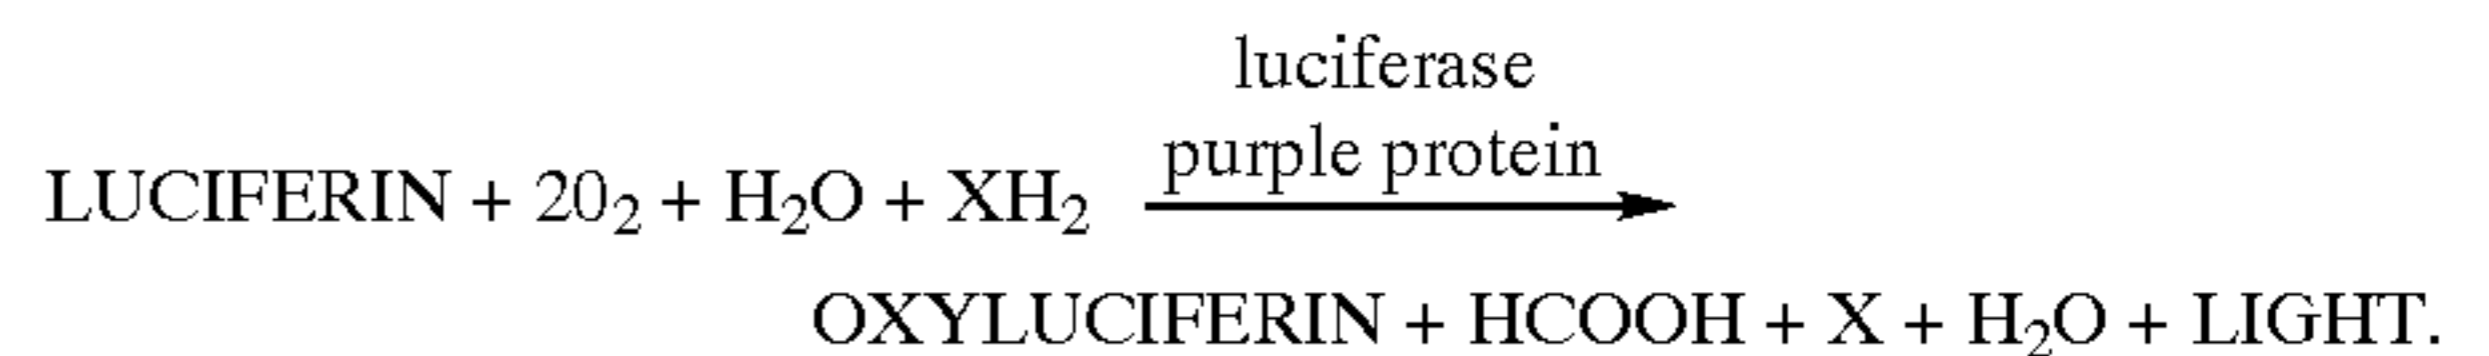 luciferase
purple protein
LUCIFERIN + 20₂ + H₂O + XH₂
OXYLUCIFERIN + HCOOH + X + H₂O + LIGHT.